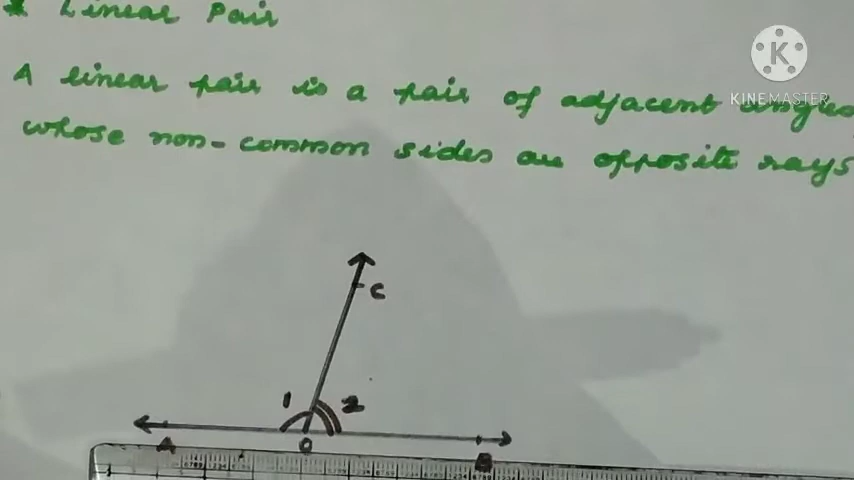 * Linear Pair
A linear pair is a pair of adjacent angles
whose non-common sides are opposite rays
K
KINEMASTER
C
1 2
A O B